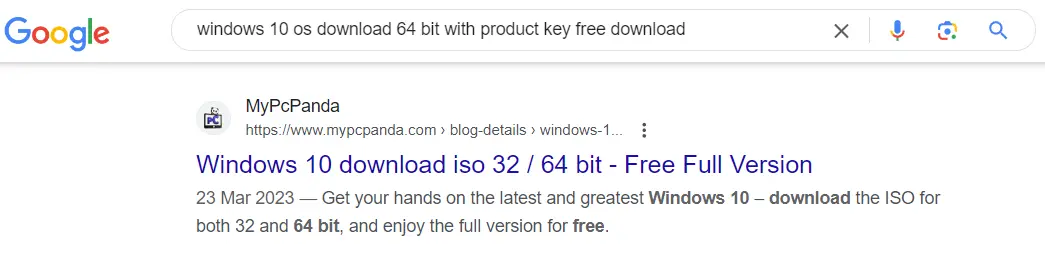 Google
windows 10 os download 64 bit with product key free download
PC
MyPcPanda
https://www.mypcpanda.com › blog-details › windows-1...
Windows 10 download iso 32 / 64 bit - Free Full Version
23 Mar 2023 — Get your hands on the latest and greatest Windows 10 – download the ISO for
both 32 and 64 bit, and enjoy the full version for free.